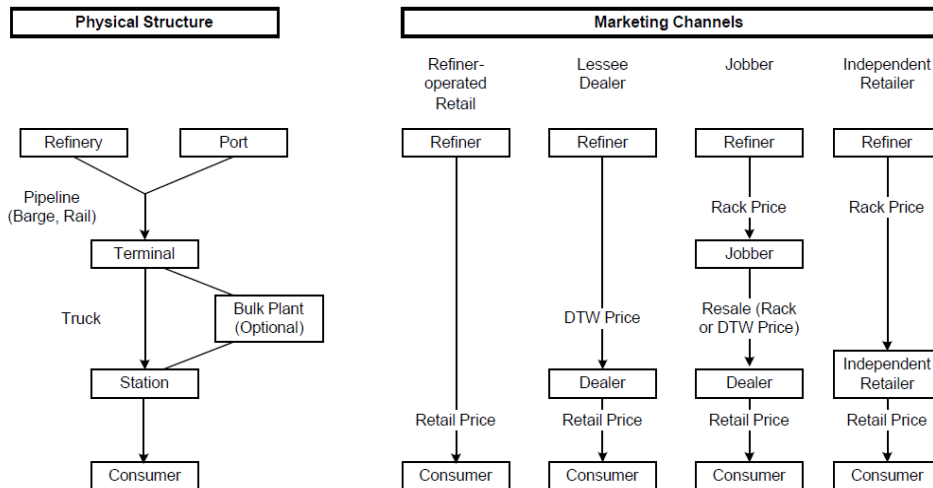 Physical Structure
Refinery
Port
Pipeline
(Barge, Rail)
Terminal
Truck
Bulk Plant
(Optional)
Station
Consumer
Marketing Channels
Refiner-
operated
Retail
Refiner
Retail Price
Consumer
Lessee
Dealer
Refiner
DTW Price
Dealer
Retail Price
Consumer
Jobber
Refiner
Rack Price
Jobber
Resale (Rack
or DTW Price)
Dealer
Retail Price
Consumer
Independent
Retailer
Refiner
Rack Price
Independent
Retailer
Retail Price
Consumer